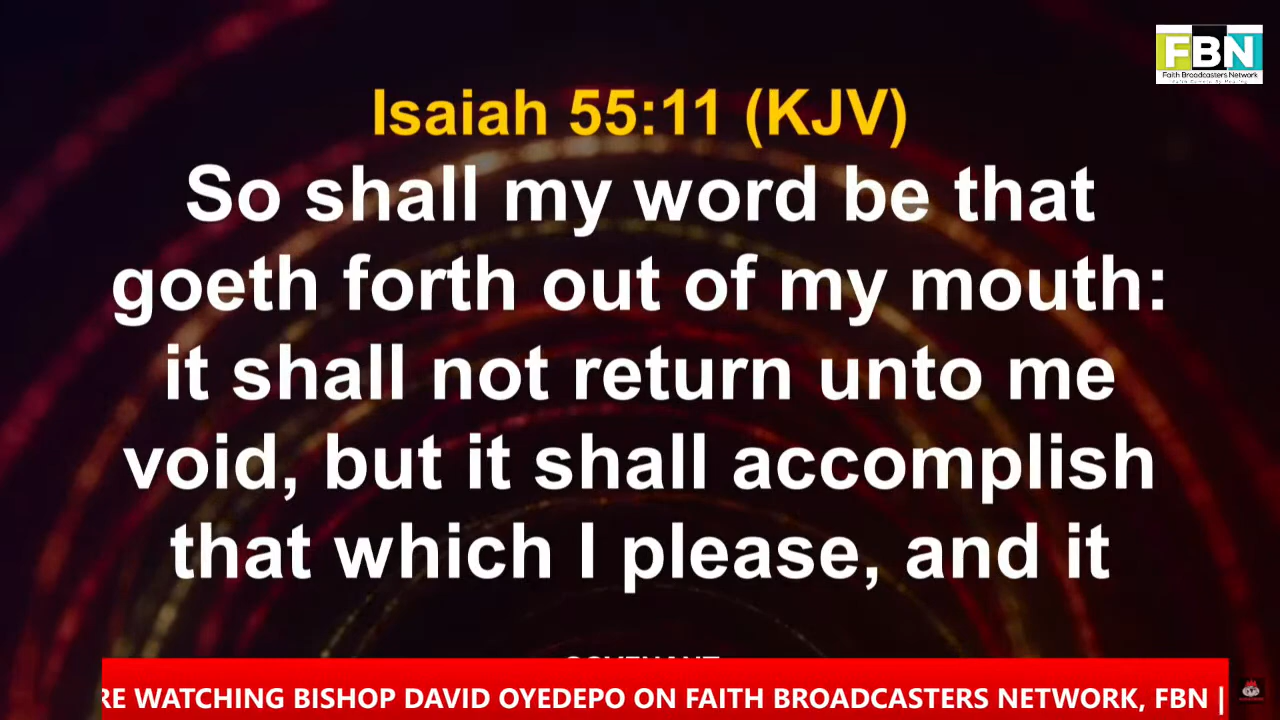 FBN
Faith Broadcasters Network
Isaiah 55:11 (KJV)
So shall my word be that
goeth forth out of my mouth:
it shall not return unto me
void, but it shall accomplish
that which I please, and it
RE WATCHING BISHOP DAVID OYEDEPO ON FAITH BROADCASTERS NETWORK, FBN |